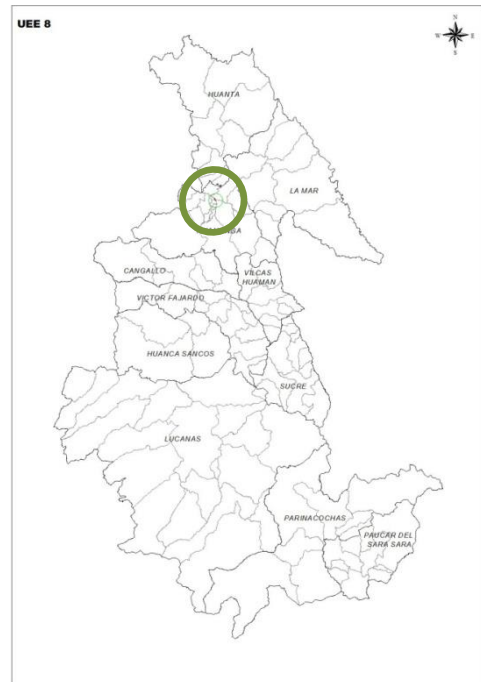 UEE 8
N
W E
S
HUANTA
LA MAR
CANGALLO
VILCAS
HUAMAN
VICTOR FAJARDO
HUANCA SANCOS
SUCRE
LUCANAS
PARINACOCHAS
PAUCAR DEL
SARA SARA